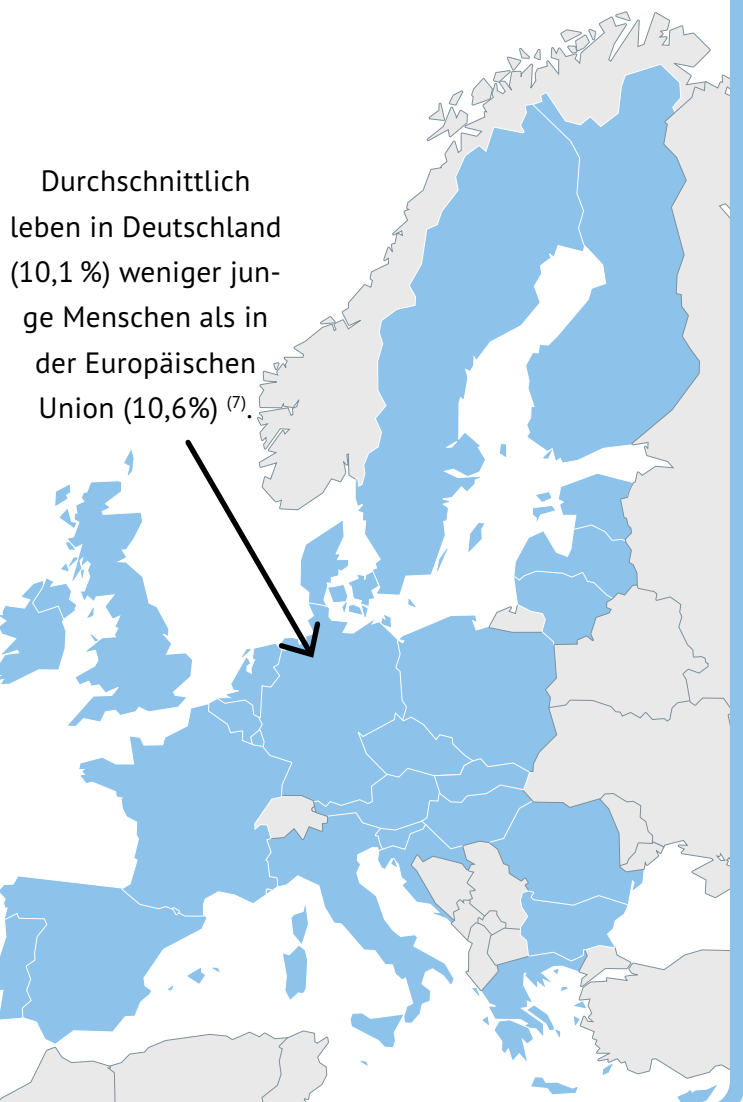 Durchschnittlich
leben in Deutschland
(10,1 %) weniger jun-
ge Menschen als in
der Europäischen
Union (10,6%) (7).